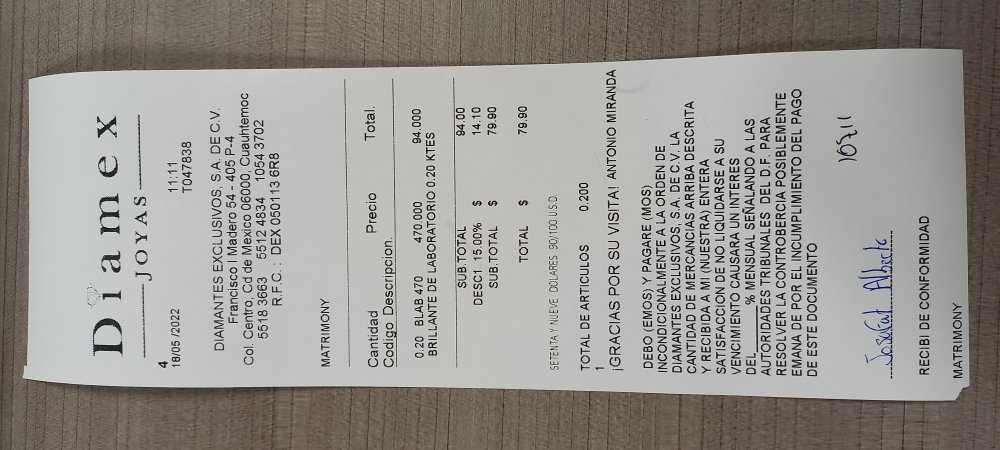 Diamex
JOYAS
4
18/05 /2022 11:11
T047838
DIAMANTES EXCLUSIVOS, S.A. DE C.V.
Francisco I Madero 54 - 405 P-4
Col. Centro, Cd de Mexico 06000, Cuauhtemoc
5518 3663 5512 4834 1054 3702
R.F.C. : DEX 050113 6R8
MATRIMONY
Cantidad Precio Total.
Codigo Descripcion.
0.20 BLAB 470 470.000 94.000
BRILLANTE DE LABORATORIO 0.20 KTES
SUB.TOTAL 94.00
DESC1 15.00% $ 14.10
SUB.TOTAL $ 79.90
TOTAL $ 79.90
SETENTA Y NUEVE DOLARES 90/100 U.S.D.
TOTAL DE ARTICULOS 0.200
1
¡GRACIAS POR SU VISITA! ANTONIO MIRANDA
DEBO (EMOS) Y PAGARE (MOS)
INCONDICIONALMENTE A LA ORDEN DE
DIAMANTES EXCLUSIVOS, S.A. DE C.V. LA
CANTIDAD DE MERCANCIAS ARRIBA DESCRITA
Y RECIBIDA A MI (NUESTRA) ENTERA
SATISFACCION DE NO LIQUIDARSE A SU
VENCIMIENTO CAUSARA UN INTERES
DEL______% MENSUAL SEÑALANDO A LAS
AUTORIDADES TRIBUNALES DEL D.F. PARA
RESOLVER LA CONTROBERCIA POSIBLEMENTE
EMANA DE POR EL INCUMPLIMIENTO DEL PAGO
DE ESTE DOCUMENTO
Alberto
RECIBI DE CONFORMIDAD
MATRIMONY